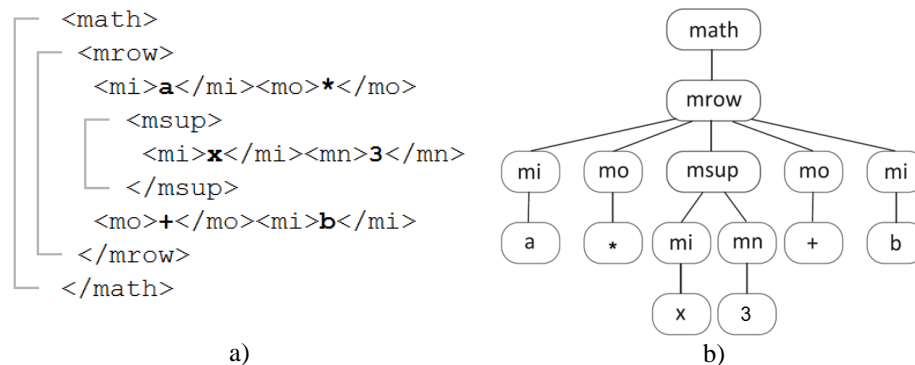 <math>
<mrow>
<mi>a</mi><mo>*</mo>
<msup>
<mi>x</mi><mn>3</mn>
</msup>
<mo>+</mo><mi>b</mi>
</mrow>
</math>
a)
math
mrow
mi mo msup mo mi
a * mi mn + b
x 3
b)